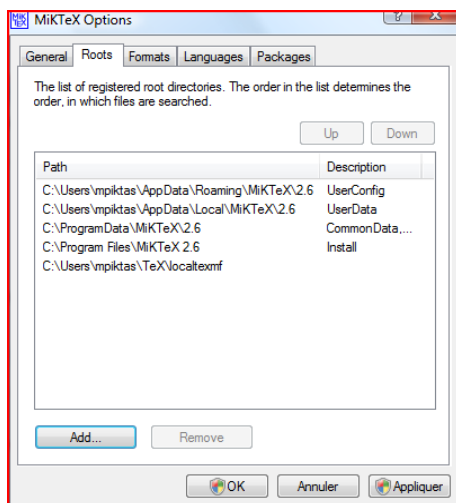 MiKTeX Options
General Roots Formats Languages Packages
The list of registered root directories. The order in the list determines the
order, in which files are searched.
Up Down
Path Description
C:\Users\mpiktas\AppData\Roaming\MiKTeX\2.6 UserConfig
C:\Users\mpiktas\AppData\Local\MiKTeX\2.6 UserData
C:\ProgramData\MiKTeX\2.6 CommonData,...
C:\Program Files\MiKTeX 2.6 Install
C:\Users\mpiktas\TeX\localtexmf
Add... Remove
OK Annuler Appliquer